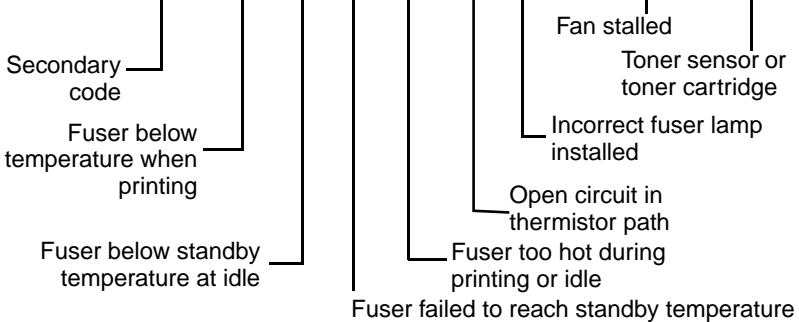 Fan stalled
Secondary
code
Toner sensor or
toner cartridge
Fuser below
temperature when
printing
Incorrect fuser lamp
installed
Open circuit in
thermistor path
Fuser below standby
temperature at idle
Fuser too hot during
printing or idle
Fuser failed to reach standby temperature